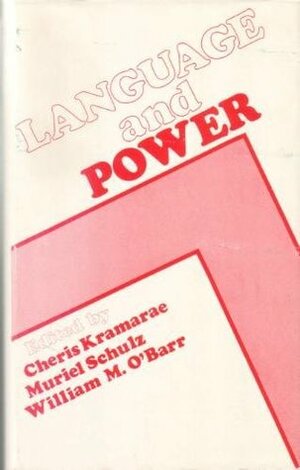 LANGUAGE
and
POWER
Edited by
Cheris Kramarae
Muriel Schulz
William M. O'Barr